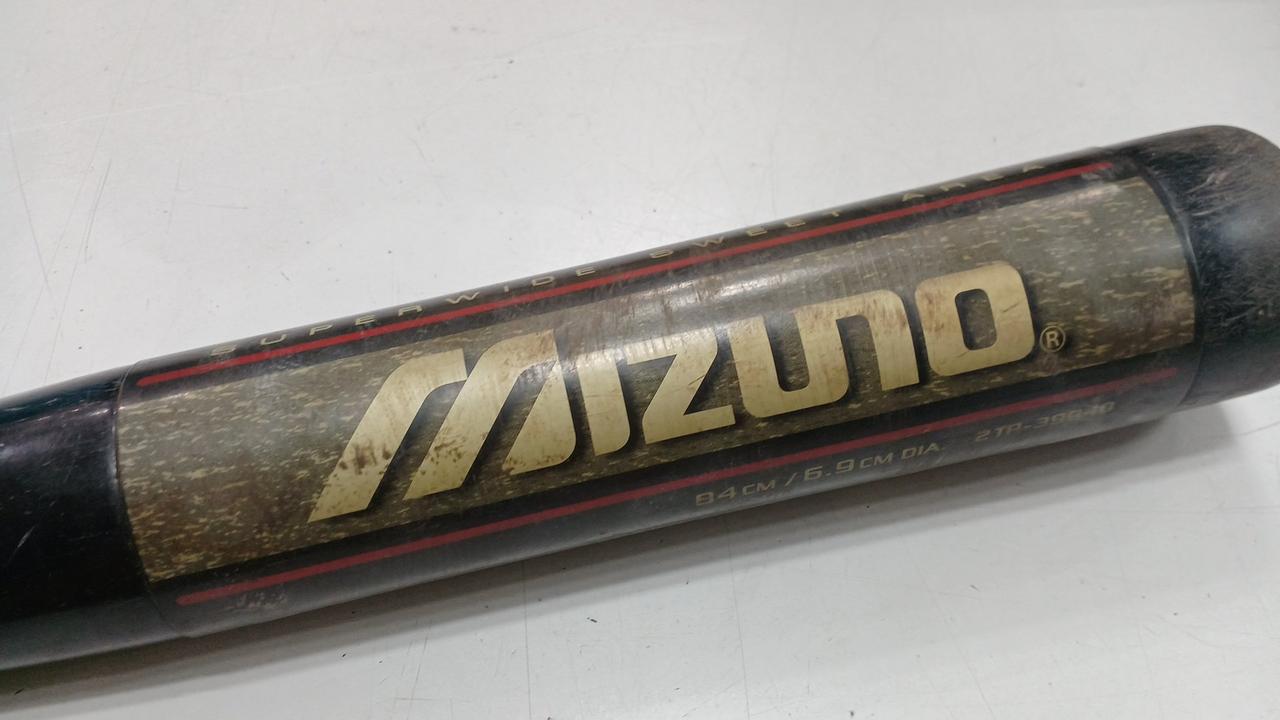 SUPERWIDE SWEET AREA
MIZUNO®
84CM / 6.9CM DIA.